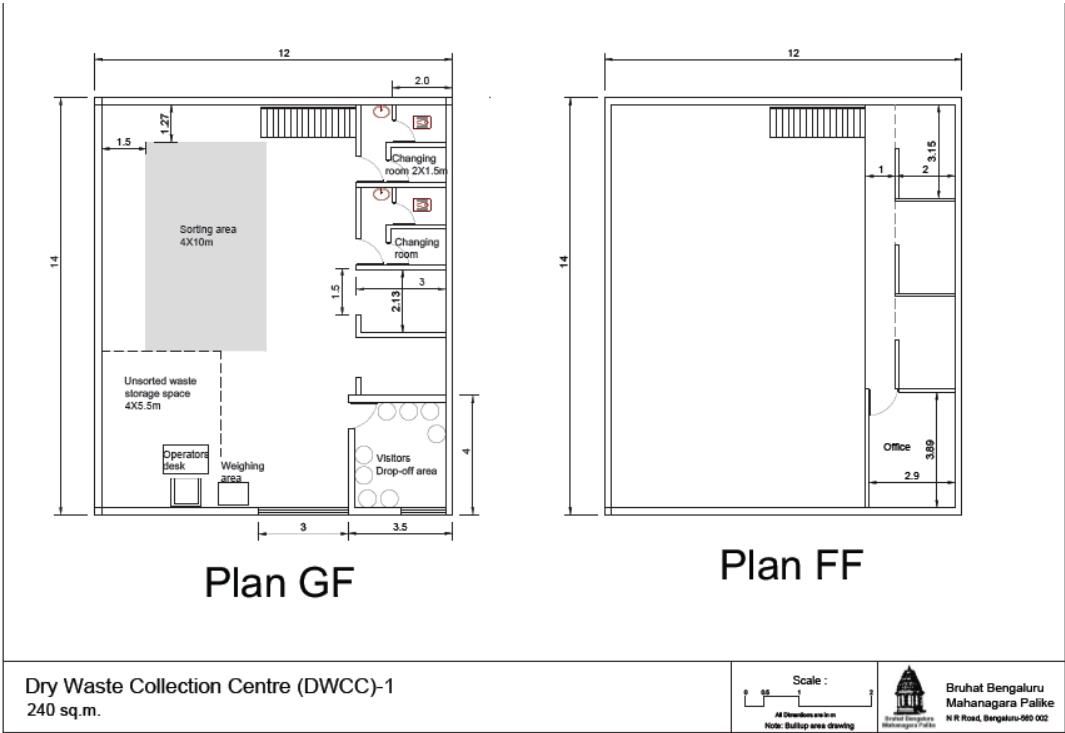 12
12
2.0
1.27
1.5
Changing
room 2X1.5m
Sorting area
4X10m
Changing
room
14
1.5
3
2.13
Unsorted waste
storage space
4X5.5m
Operators
desk
Weighing
area
Visitors
Drop-off area
4
3
3.5
3.15
1
2
14
Office
3.89
2.9
Plan GF
Plan FF
Dry Waste Collection Centre (DWCC)-1
240 sq.m.
Scale :
0 0.5 1 2
All Dimensions are in m
Note: Builtup area drawing
Bruhat Bengaluru
Mahanagara Palike
Bruhat Bengaluru
Mahanagara Palike
N R Road, Bengaluru-560 002